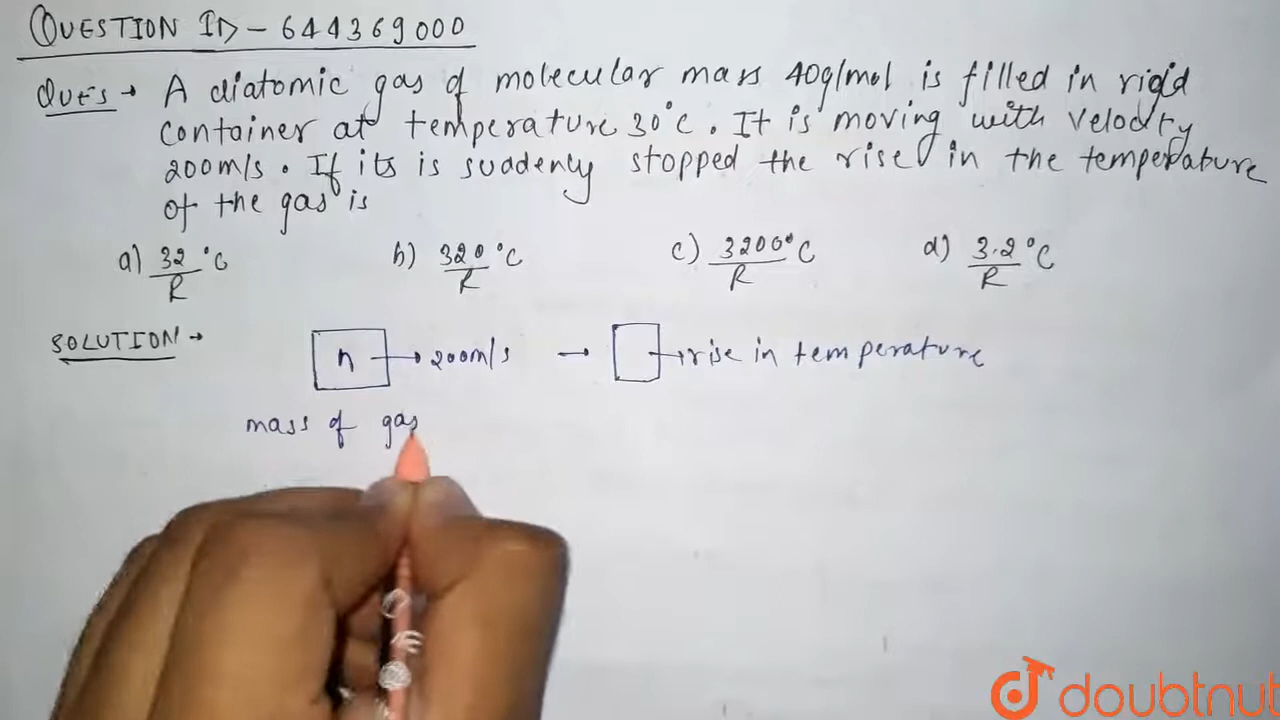 QUESTION ID - 644369000
QUES → A diatomic gas of molecular mass 40g/mol is filled in rigid
container at temperature 30°c. It is moving with velocity
200m/s. If its is suddenly stopped the rise in the temperature
of the gas is
a) 32/R °C b) 320/R °C c) 3200/R °C d) 3.2/R °C
SOLUTION → n → 200m/s → → rise in temperature
mass of gas
doubtnut